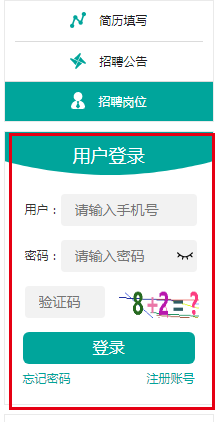 简历填写
招聘公告
招聘岗位
用户登录
用户： 请输入手机号
密码： 请输入密码
验证码 8+2=?
登录
忘记密码 注册账号